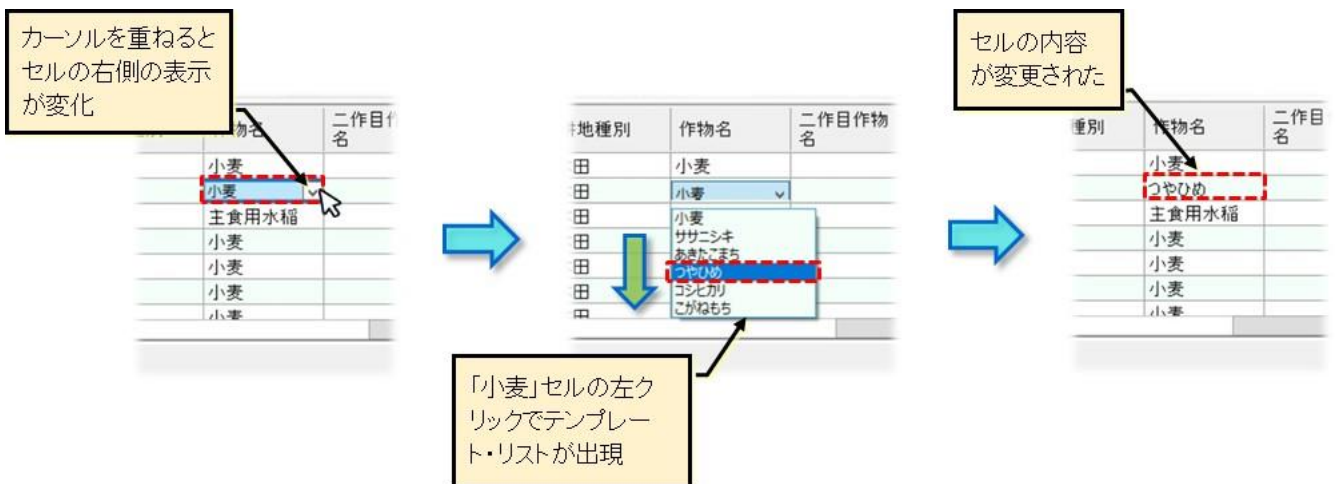 カーソルを重ねると
セルの右側の表示
が変化
作物名
二作目作
名
小麦
小麦
主食用水稲
小麦
小麦
小麦
小麦
地種別
作物名
二作目作物
名
田
小麦
田
小麦
田
田
田
田
田
小麦
ササニシキ
あきたこまち
つやひめ
コシヒカリ
こがねもち
「小麦」セルの左ク
リックでテンプレー
ト・リストが出現
セルの内容
が変更された
種別
作物名
二作目
名
小麦
つやひめ
主食用水稲
小麦
小麦
小麦
小麦